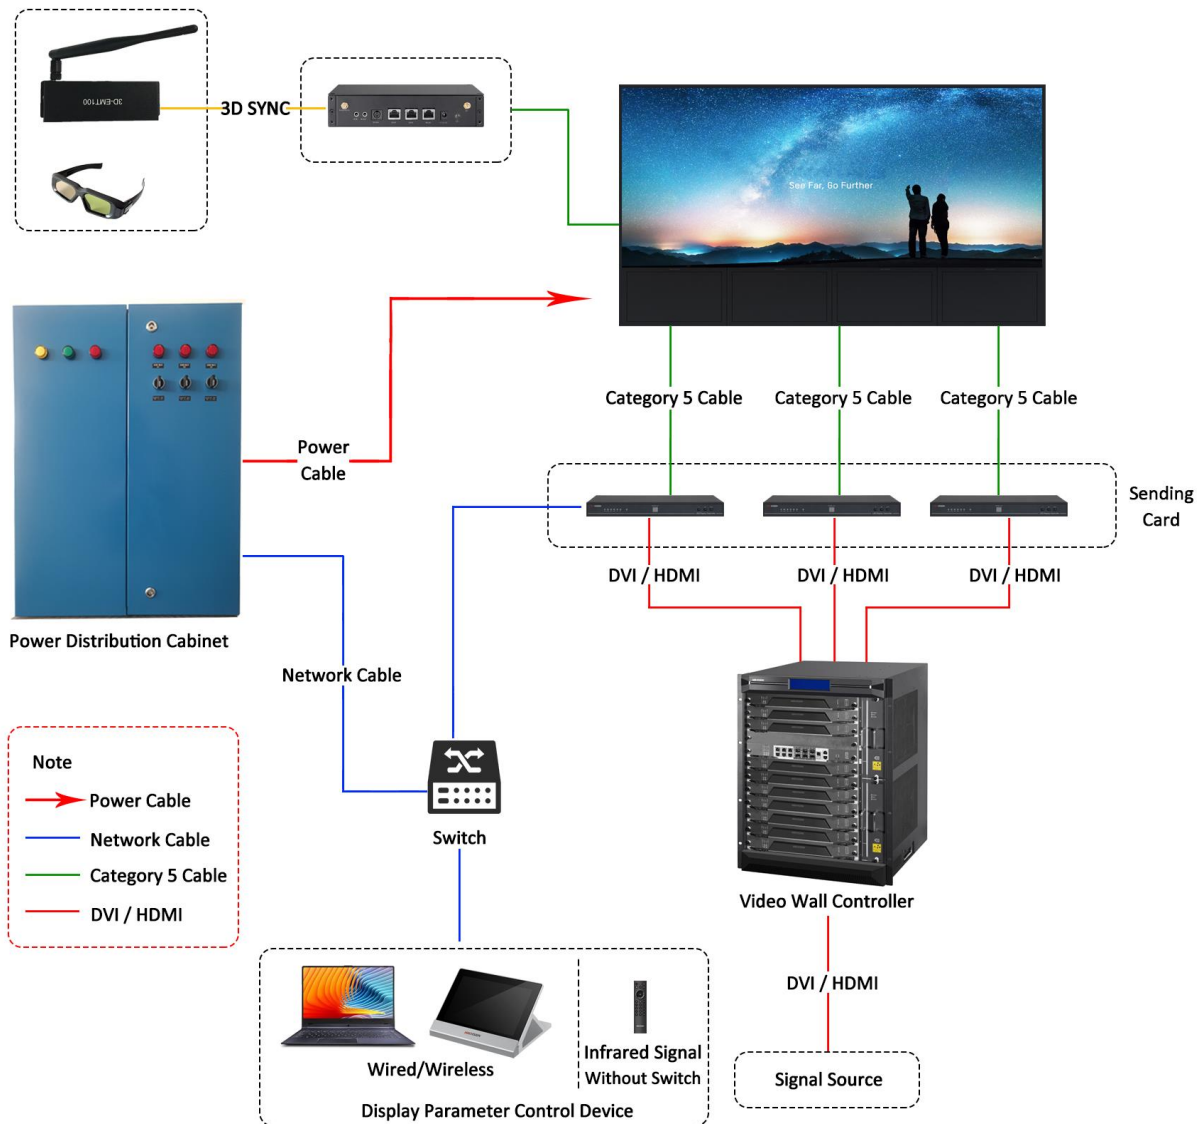 3D-EMT100
3D SYNC
See Far, Go Further
Power
Cable
Category 5 Cable
Category 5 Cable
Category 5 Cable
Sending
Card
DVI / HDMI
DVI / HDMI
DVI / HDMI
Power Distribution Cabinet
Network Cable
Note
Power Cable
Network Cable
Category 5 Cable
DVI / HDMI
Switch
Video Wall Controller
DVI / HDMI
Wired/Wireless
Infrared Signal
Without Switch
Display Parameter Control Device
Signal Source